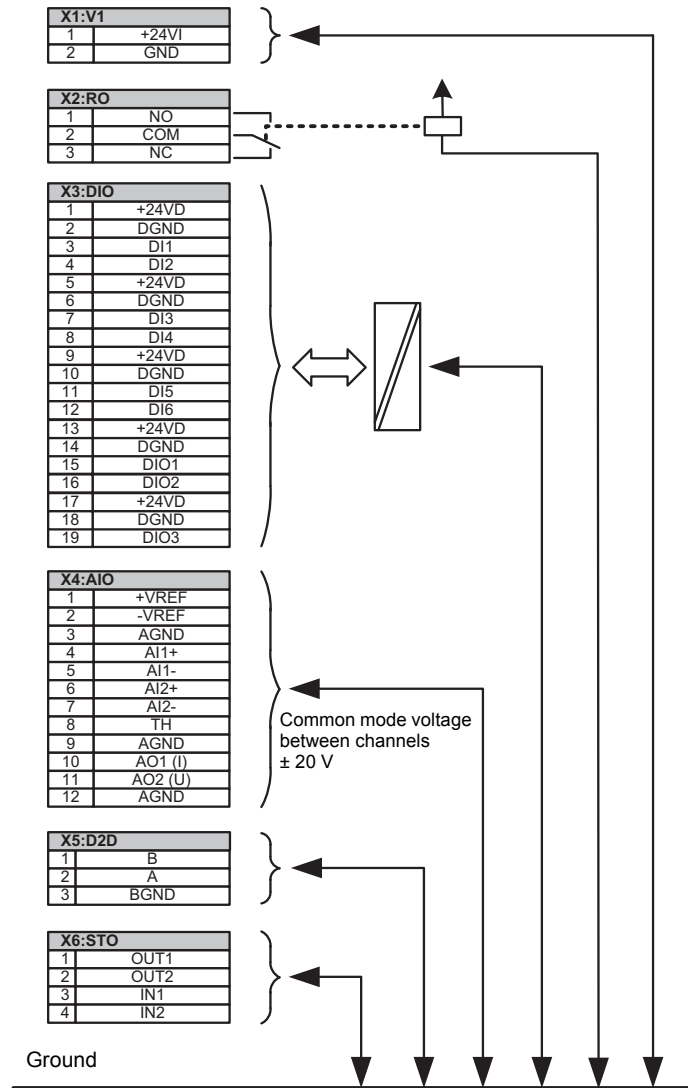 X1:V1
1 +24VI
2 GND
X2:RO
1 NO
2 COM
3 NC
X3:DIO
1 +24VD
2 DGND
3 DI1
4 DI2
5 +24VD
6 DGND
7 DI3
8 DI4
9 +24VD
10 DGND
11 DI5
12 DI6
13 +24VD
14 DGND
15 DIO1
16 DIO2
17 +24VD
18 DGND
19 DIO3
X4:AIO
1 +VREF
2 -VREF
3 AGND
4 AI1+
5 AI1-
6 AI2+
7 AI2-
8 TH
9 AGND
10 AO1 (I)
11 AO2 (U)
12 AGND
Common mode voltage
between channels
± 20 V
X5:D2D
1 B
2 A
3 BGND
X6:STO
1 OUT1
2 OUT2
3 IN1
4 IN2
Ground